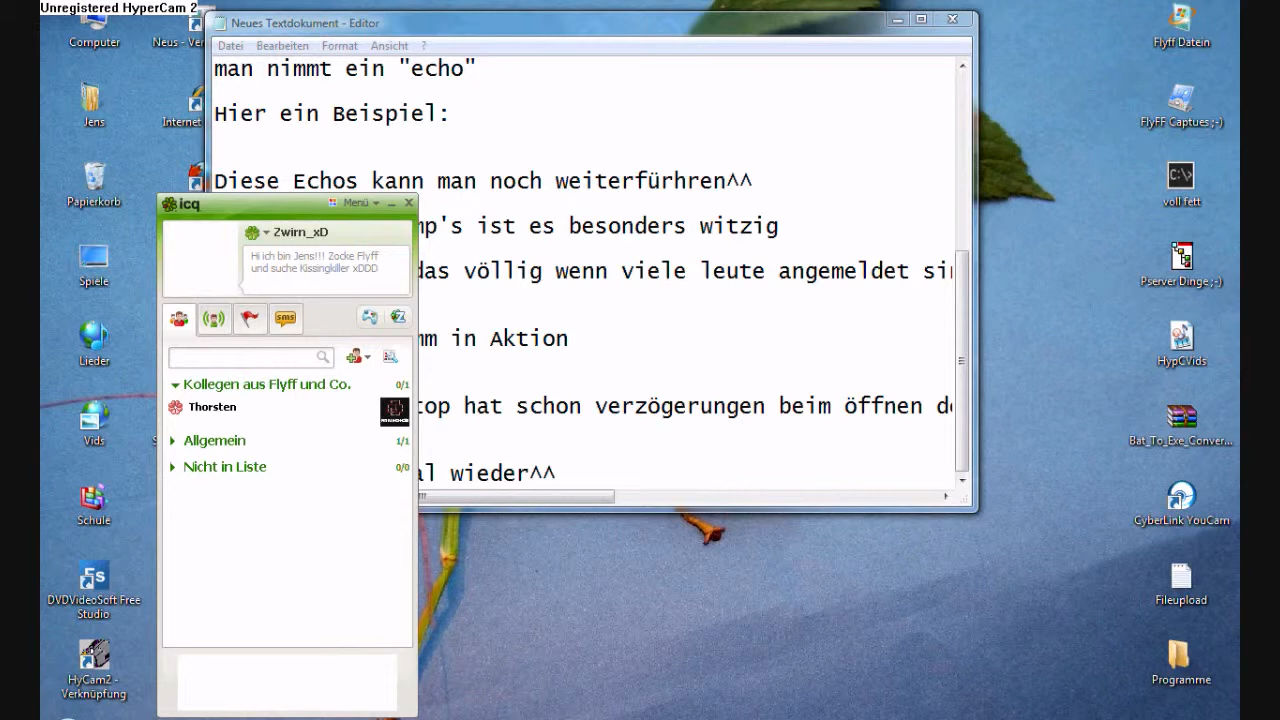 Unregistered HyperCam 2
Computer
Neus - Ver
Jens
Internet
Papierkorb
Spiele
Lieder
Vids
Schule
DVDVideoSoft Free
Studio
HyCam2 -
Verknüpfung
Neues Textdokument - Editor
Datei Bearbeiten Format Ansicht ?
man nimmt ein "echo"
Hier ein Beispiel:
Diese Echos kann man noch weiterfürhren^^
mp's ist es besonders witzig
das völlig wenn viele leute angemeldet si
mm in Aktion
top hat schon verzögerungen beim öffnen de
al wieder^^
icq
Menü
Zwirn_xD
Hi ich bin Jens!!! Zocke Flyff
und suche Kissingkiller xDDD
sms
Kollegen aus Flyff und Co. 0/1
Thorsten
Allgemein 1/1
Nicht in Liste 0/0
Flyff Datein
FlyFF Captues ;-)
C:\
voll fett
Pserver Dinge ;-)
HypCVids
Bat_To_Exe_Conver...
CyberLink YouCam
Fileupload
Programme